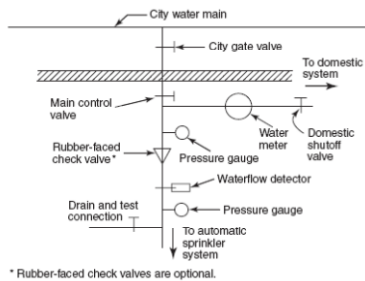 City water main
City gate valve
To domestic
system
Main control
valve
Water
meter
Domestic
shutoff
valve
Rubber-faced
check valve*
Pressure gauge
Waterflow detector
Drain and test
connection
Pressure gauge
To automatic
sprinkler
system
* Rubber-faced check valves are optional.